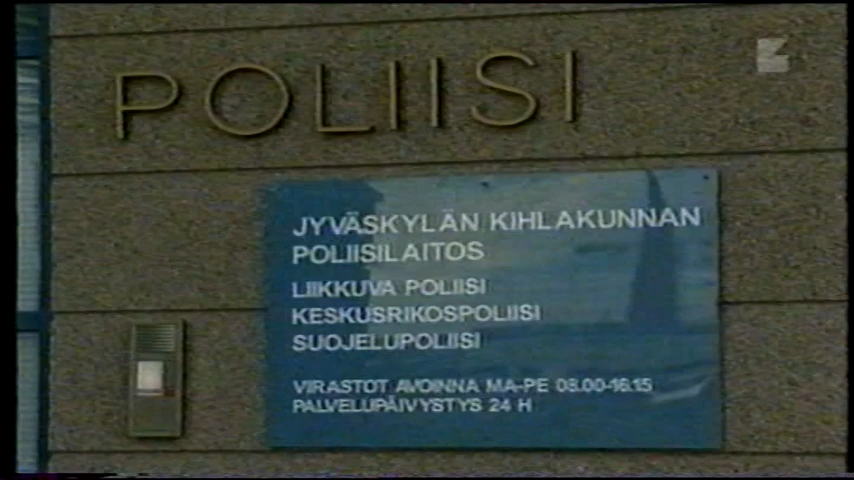 POLIISI
JYVÄSKYLÄN KIHLAKUNNAN
POLIISILAITOS
LIIKKUVA POLIISI
KESKUSRIKOSPOLIISI
SUOJELUPOLIISI
VIRASTOT AVOINNA MA-PE 08.00-16.15
PALVELUPÄIVYSTYS 24 H